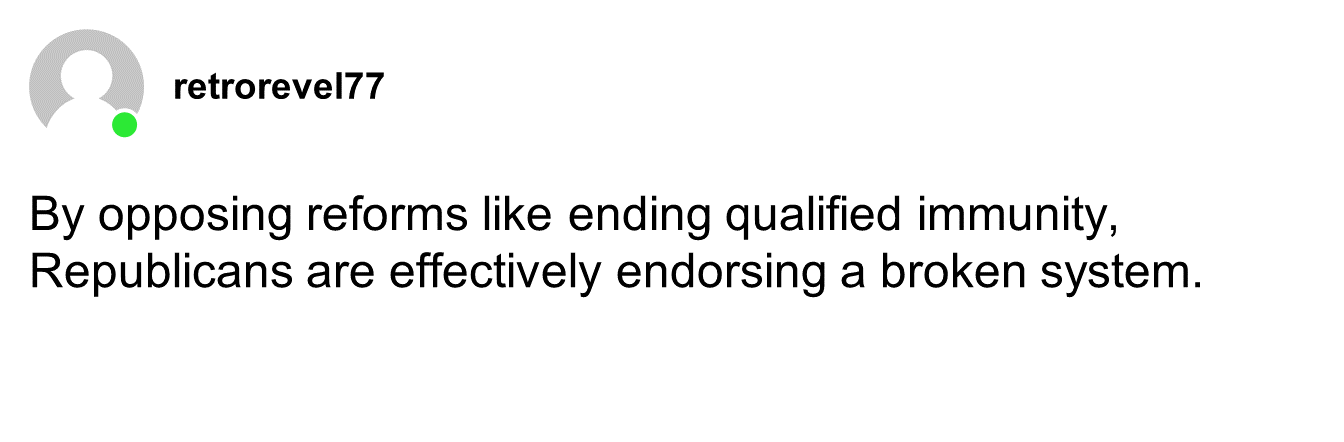 retrorevel77
By opposing reforms like ending qualified immunity,
Republicans are effectively endorsing a broken system.